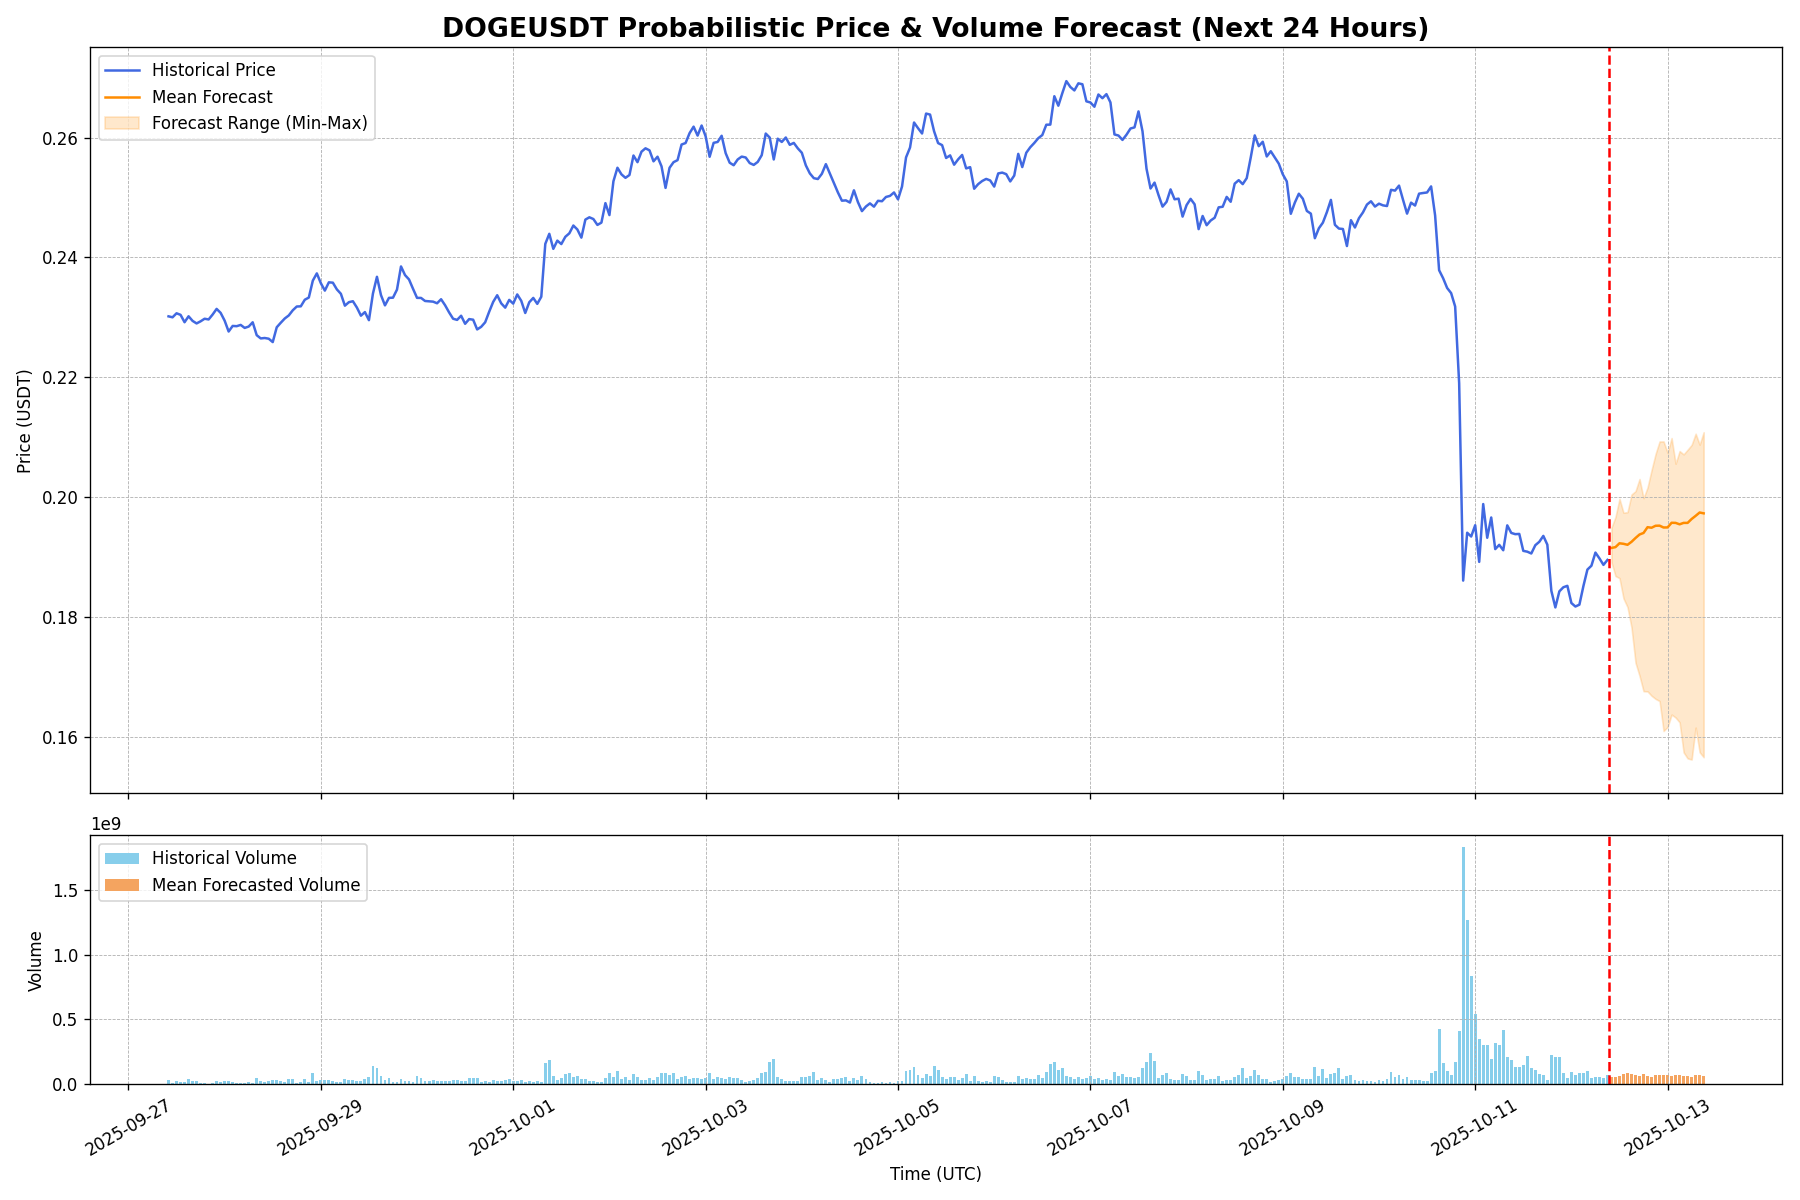 DOGEUSDT Probabilistic Price & Volume Forecast (Next 24 Hours)
Historical Price
Mean Forecast
Forecast Range (Min-Max)
Price (USDT)
0.26
0.24
0.22
0.20
0.18
0.16
1e9
Historical Volume
Mean Forecasted Volume
Volume
1.5
1.0
0.5
0.0
2025-09-27
2025-09-29
2025-10-01
2025-10-03
2025-10-05
2025-10-07
2025-10-09
2025-10-11
2025-10-13
Time (UTC)